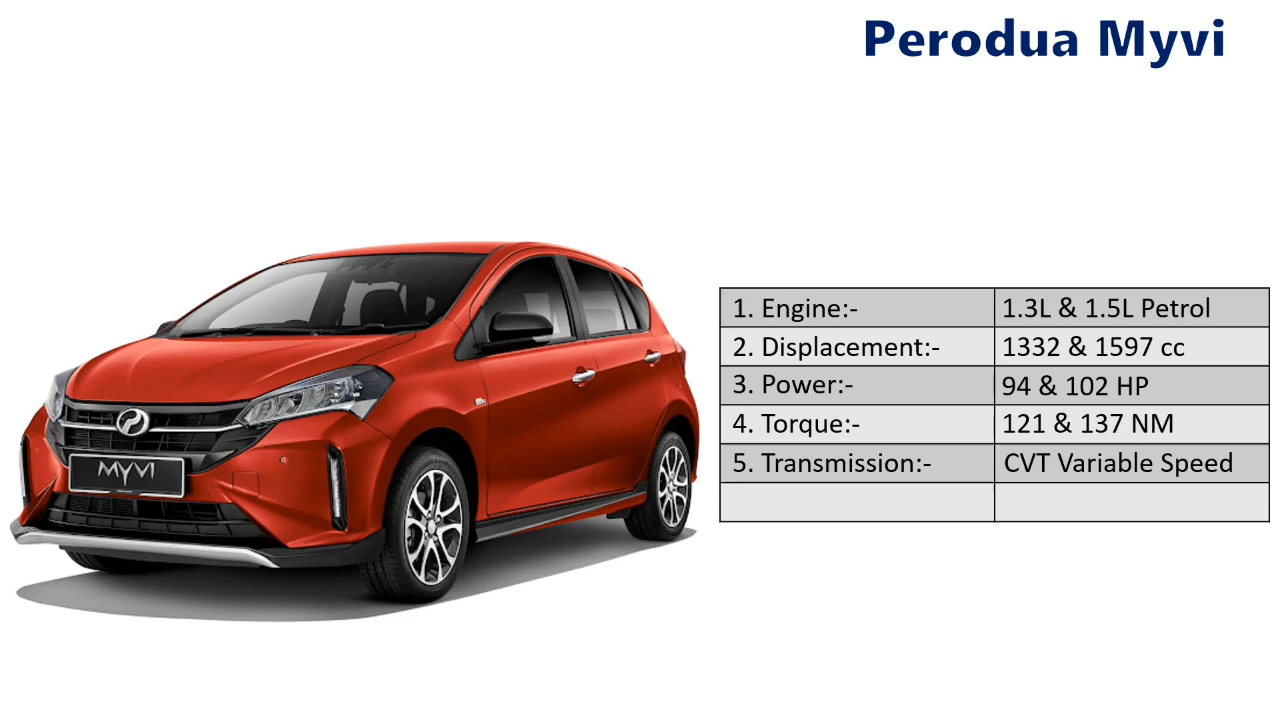 Perodua Myvi
1. Engine:- 1.3L & 1.5L Petrol
2. Displacement:- 1332 & 1597 cc
3. Power:- 94 & 102 HP
4. Torque:- 121 & 137 NM
5. Transmission:- CVT Variable Speed
MYVI